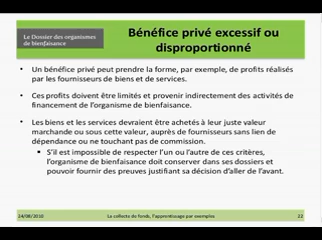 Le Dossier des organismes
de bienfaisance
Bénéfice privé excessif ou
disproportionné
• Un bénéfice privé peut prendre la forme, par exemple, de profits réalisés
par les fournisseurs de biens et de services.
• Ces profits doivent être limités et provenir indirectement des activités de
financement de l'organisme de bienfaisance.
• Les biens et les services devraient être achetés à leur juste valeur
marchande ou sous cette valeur, auprès de fournisseurs sans lien de
dépendance ou ne touchant pas de commission.
▪ S'il est impossible de respecter l'un ou l'autre de ces critères,
l'organisme de bienfaisance doit conserver dans ses dossiers et
pouvoir fournir des preuves justifiant sa décision d'aller de l'avant.
24/08/2010 La collecte de fonds, l'apprentissage par exemples 22